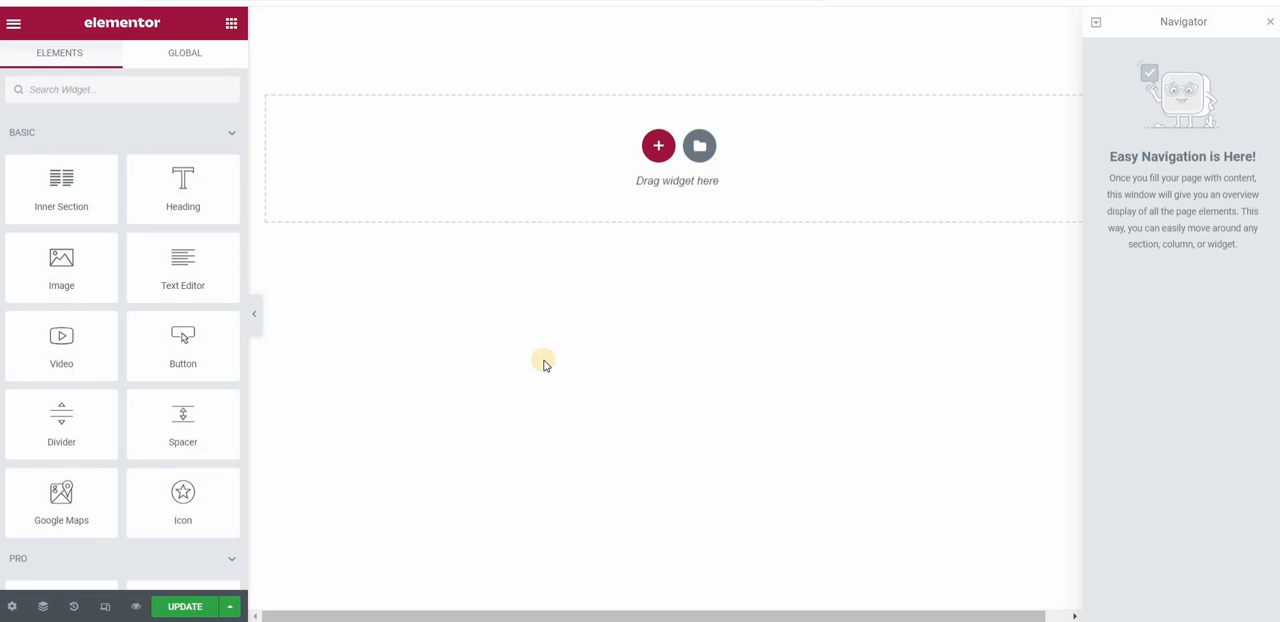 elementor
ELEMENTS
GLOBAL
Search Widget...
BASIC
Inner Section
Heading
Image
Text Editor
Video
Button
Divider
Spacer
Google Maps
Icon
PRO
UPDATE
Drag widget here
Navigator
Easy Navigation is Here!
Once you fill your page with content,
this window will give you an overview
display of all the page elements. This
way, you can easily move around any
section, column, or widget.